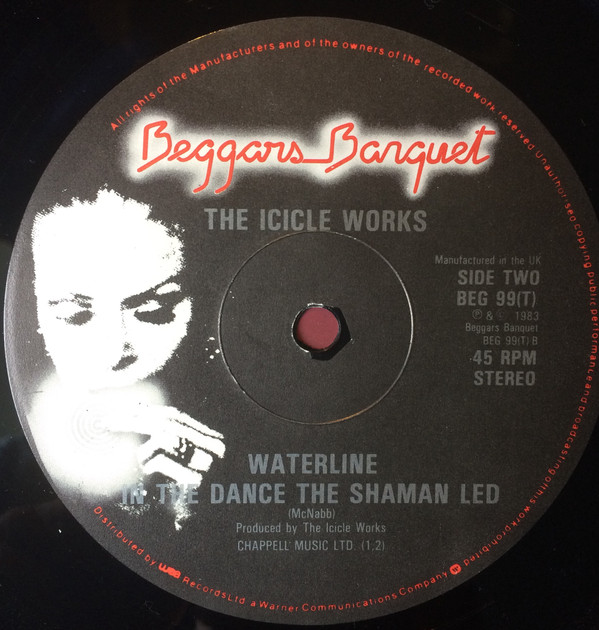 All rights of the Manufacturers and of the owners of the recorded work reserved Unauthorised copying public performance and broadcasting of this work prohibited
Beggars Banquet
THE ICICLE WORKS
Manufactured in the UK
SIDE TWO
BEG 99(T)
℗ & © 1983
Beggars Banquet
BEG 99(T) B
45 RPM
STEREO
WATERLINE
IN THE DANCE THE SHAMAN LED
(McNabb)
Produced by The Icicle Works
CHAPPELL MUSIC LTD. (1,2)
Distributed by wea Records Ltd. a Warner Communications Company